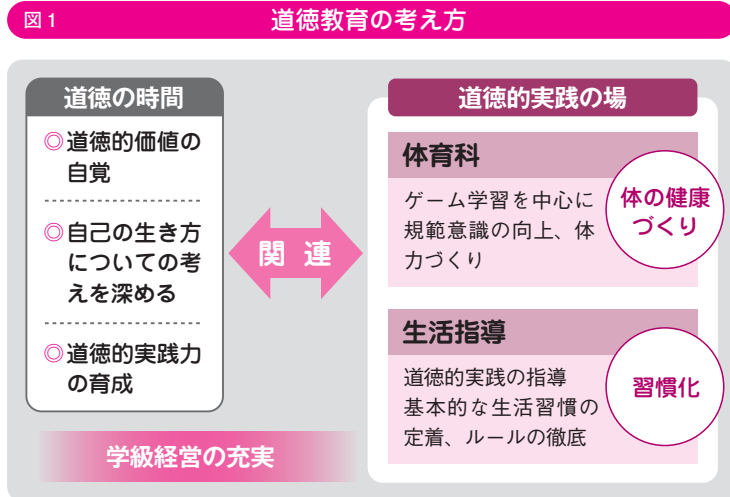 図1
道徳教育の考え方
道徳の時間
◎道徳的価値の
自覚
◎自己の生き方
についての考
えを深める
◎道徳的実践力
の育成
関連
道徳的実践の場
体育科
ゲーム学習を中心に
規範意識の向上、体
力づくり
体の健康
づくり
生活指導
道徳的実践の指導
基本的な生活習慣の
定着、ルールの徹底
習慣化
学級経営の充実